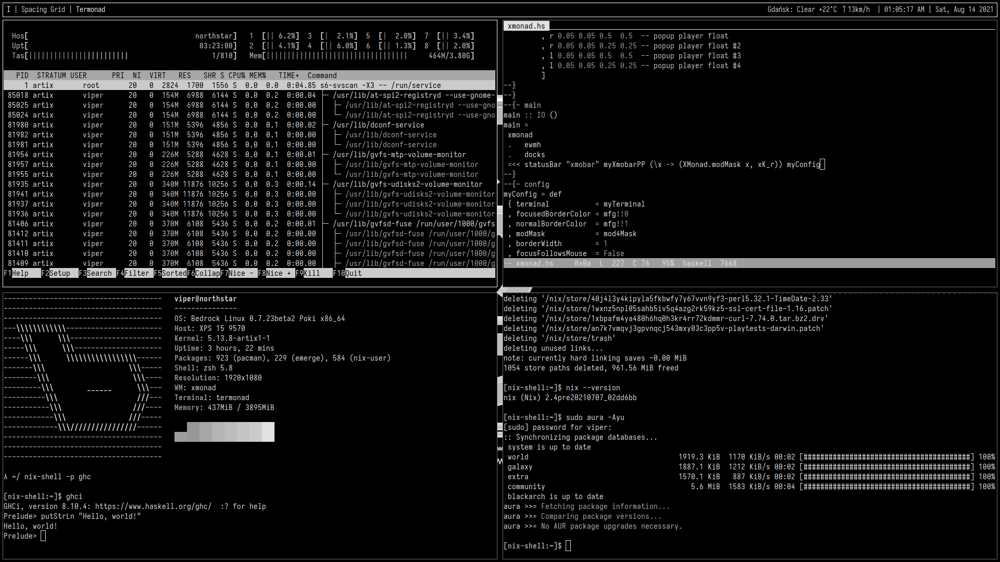 I | Spacing Grid | Termonad
Gdańsk: Clear +22°C ↑13km/h | 01:05:17 AM | Sat, Aug 14 2021
Hos[ northstar] 1 [|| 6.2%] 3 [| 2.1%] 5 [| 2.0%] 7 [|| 3.4%]
Upt[ 03:23:00] 2 [|| 4.1%] 4 [|| 6.0%] 6 [|| 1.3%] 8 [|| 2.0%]
Tas[||||||||||||||||||||||| 1/810] Mem[||||||||||||||||||||||||||||||||| 464M/3.80G]
PID STRATUM USER PRI NI VIRT RES SHR S CPU% MEM% TIME+ Command
1 artix root 20 0 2824 1700 1556 S 0.0 0.0 0:04.85 s6-svscan -X3 -- /run/service
85018 artix viper 20 0 154M 6988 6144 S 0.0 0.2 0:00.04 ├─ /usr/lib/at-spi2-registryd --use-gnome-
85025 artix viper 20 0 154M 6988 6144 S 0.0 0.2 0:00.00 │ ├─ /usr/lib/at-spi2-registryd --use-gno
85024 artix viper 20 0 154M 6988 6144 S 0.0 0.2 0:00.00 │ └─ /usr/lib/at-spi2-registryd --use-gno
81980 artix viper 20 0 151M 5396 4856 S 0.0 0.1 0:00.02 ├─ /usr/lib/dconf-service
81982 artix viper 20 0 151M 5396 4856 S 0.0 0.1 0:00.00 │ ├─ /usr/lib/dconf-service
81981 artix viper 20 0 151M 5396 4856 S 0.0 0.1 0:00.00 │ └─ /usr/lib/dconf-service
81954 artix viper 20 0 226M 5288 4628 S 0.0 0.1 0:00.01 ├─ /usr/lib/gvfs-mtp-volume-monitor
81957 artix viper 20 0 226M 5288 4628 S 0.0 0.1 0:00.00 │ ├─ /usr/lib/gvfs-mtp-volume-monitor
81955 artix viper 20 0 226M 5288 4628 S 0.0 0.1 0:00.00 │ └─ /usr/lib/gvfs-mtp-volume-monitor
81935 artix viper 20 0 340M 11876 10256 S 0.0 0.3 0:00.14 ├─ /usr/lib/gvfs-udisks2-volume-monitor
81941 artix viper 20 0 340M 11876 10256 S 0.0 0.3 0:00.00 │ ├─ /usr/lib/gvfs-udisks2-volume-monitor
81937 artix viper 20 0 340M 11876 10256 S 0.0 0.3 0:00.00 │ ├─ /usr/lib/gvfs-udisks2-volume-monitor
81936 artix viper 20 0 340M 11876 10256 S 0.0 0.3 0:00.00 │ └─ /usr/lib/gvfs-udisks2-volume-monitor
81406 artix viper 20 0 370M 6108 5436 S 0.0 0.2 0:00.01 ├─ /usr/lib/gvfsd-fuse /run/user/1000/gvfs
81412 artix viper 20 0 370M 6108 5436 S 0.0 0.2 0:00.00 │ ├─ /usr/lib/gvfsd-fuse /run/user/1000/g
81411 artix viper 20 0 370M 6108 5436 S 0.0 0.2 0:00.00 │ ├─ /usr/lib/gvfsd-fuse /run/user/1000/g
81410 artix viper 20 0 370M 6108 5436 S 0.0 0.2 0:00.00 │ ├─ /usr/lib/gvfsd-fuse /run/user/1000/g
81409 artix viper 20 0 370M 6108 5436 S 0.0 0.2 0:00.00 │ ├─ /usr/lib/gvfsd-fuse /run/user/1000/g
F1Help F2Setup F3Search F4Filter F5SortedF6CollapF7Nice - F8Nice + F9Kill F10Quit
xmonad.hs
, r 0.05 0.05 0.5 0.5 -- popup player float
, r 0.05 0.05 0.25 0.25 -- popup player float #2
, l 0.05 0.05 0.5 0.5 -- popup player float #3
, l 0.05 0.05 0.25 0.25 -- popup player float #4
]
--}
--}
--{- main
main :: IO ()
main =
xmonad
. ewmh
. docks
=<< statusBar "xmobar" myXmobarPP (\x -> (XMonad.modMask x, xK_r)) myConfig
--}
--{- config
myConfig = def
{ terminal = myTerminal
, focusedBorderColor = mfg!!0
, normalBorderColor = mfg!!1
, modMask = mod4Mask
, borderWidth = 1
, focusFollowsMouse = False
-- xmonad.hs 0x0a L 227 C 76 95% haskell 7668
viper@northstar
---------------
OS: Bedrock Linux 0.7.23beta2 Poki x86_64
Host: XPS 15 9570
Kernel: 5.13.8-artix1-1
Uptime: 3 hours, 22 mins
Packages: 923 (pacman), 229 (emerge), 584 (nix-user)
Shell: zsh 5.8
Resolution: 1920x1080
WM: xmonad
Terminal: termonad
Memory: 437MiB / 3895MiB
λ ~/ nix-shell -p ghc
[nix-shell:~]$ ghci
GHCi, version 8.10.4: https://www.haskell.org/ghc/ :? for help
Prelude> putStrLn "Hello, world!"
Hello, world!
Prelude>
deleting '/nix/store/40j4l3y4kipyla5fkbwfy7y67vvn9yf3-perl5.32.1-TimeDate-2.33'
deleting '/nix/store/1wxnz5npl05sahb5iv5q4azg2rk59kz5-ssl-cert-file-1.16.patch'
deleting '/nix/store/1xbpafm4ya480h6hq0h3kr4rr72kdmmr-curl-7.74.0.tar.bz2.drv'
deleting '/nix/store/an7k7vmqvj3gpvnqcj543mxy03c3pp5v-playtests-darwin.patch'
deleting '/nix/store/trash'
deleting unused links...
note: currently hard linking saves -0.00 MiB
1054 store paths deleted, 961.56 MiB freed
[nix-shell:~]$ nix --version
nix (Nix) 2.4pre20210707_02dd6bb
[nix-shell:~]$ sudo aura -Ayu
[sudo] password for viper:
:: Synchronizing package databases...
system is up to date
world 1919.3 KiB 1170 KiB/s 00:02 [########################################] 100%
galaxy 1887.1 KiB 1212 KiB/s 00:02 [########################################] 100%
extra 1570.1 KiB 887 KiB/s 00:02 [########################################] 100%
community 5.6 MiB 1583 KiB/s 00:04 [########################################] 100%
blackarch is up to date
aura >>= Fetching package information...
aura >>= Comparing package versions...
aura >>= No AUR package upgrades necessary.
[nix-shell:~]$